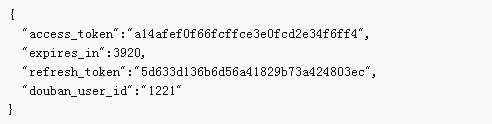 {
"access_token":"a14afef0f66fcffce3e0fcd2e34f6ff4",
"expires_in":3920,
"refresh_token":"5d633d136b6d56a41829b73a424803ec",
"douban_user_id":"1221"
}